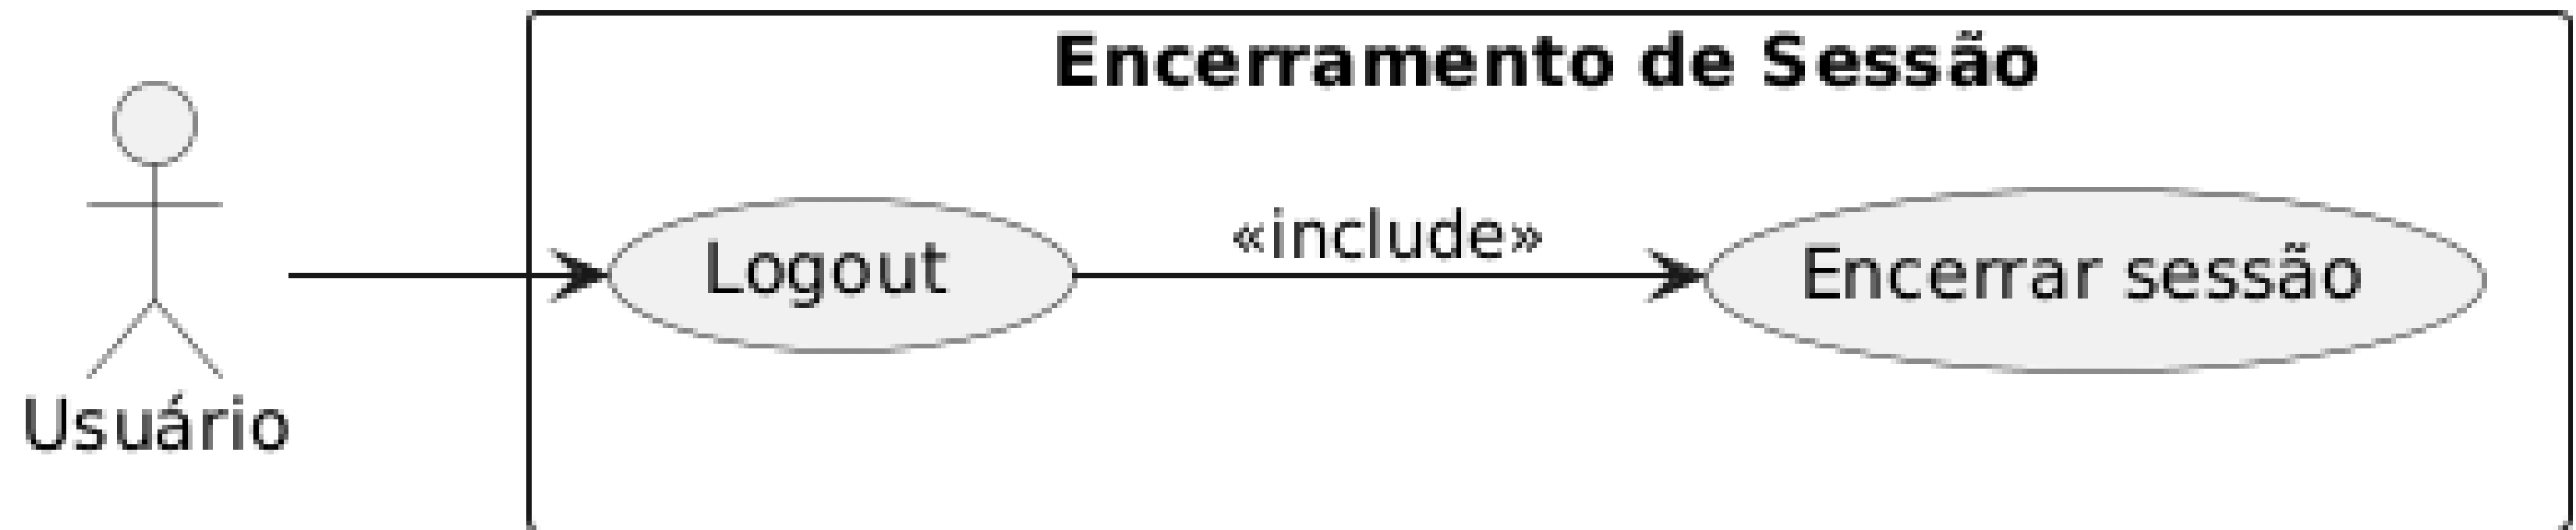 Encerramento de Sessão
«include»
Logout
Encerrar sessão
Usuário